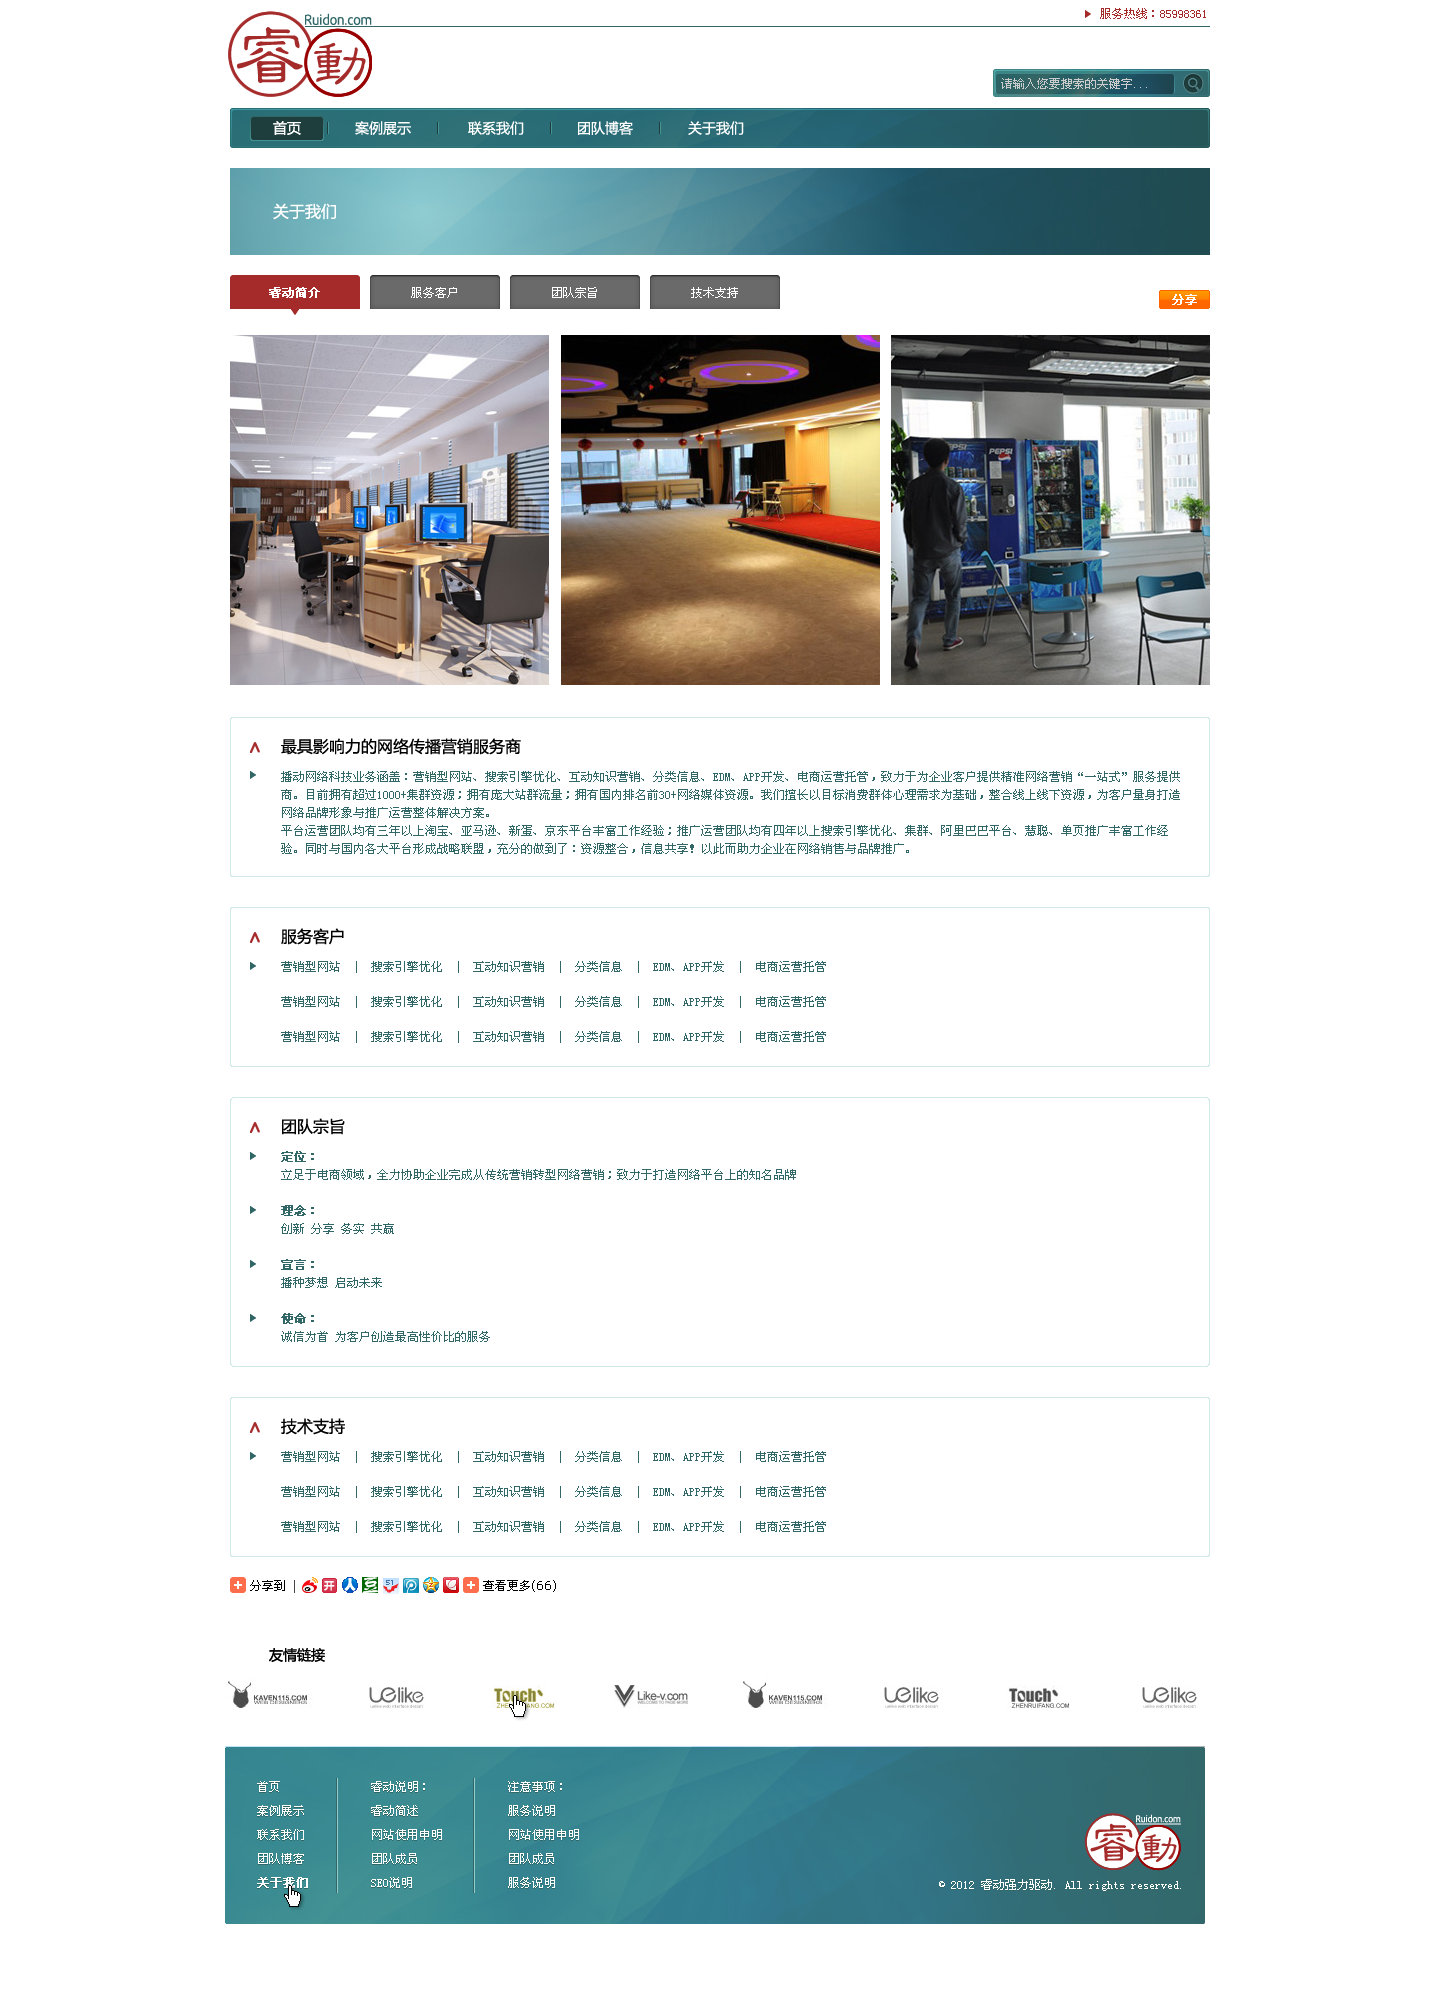 Ruidon.com
睿動
服务热线：85998361
请输入您要搜索的关键字...
首页 案例展示 联系我们 团队博客 关于我们
关于我们
睿动简介 服务客户 团队宗旨 技术支持
分享
PEPSI
最具影响力的网络传播营销服务商
播动网络科技业务涵盖：营销型网站、搜索引擎优化、互动知识营销、分类信息、EDM、APP开发、电商运营托管，致力于为企业客户提供精准网络营销“一站式”服务提供
商。目前拥有超过1000+集群资源；拥有庞大站群流量；拥有国内排名前30+网络媒体资源。我们擅长以目标消费群体心理需求为基础，整合线上线下资源，为客户量身打造
网络品牌形象与推广运营整体解决方案。
平台运营团队均有三年以上淘宝、亚马逊、新蛋、京东平台丰富工作经验；推广运营团队均有四年以上搜索引擎优化、集群、阿里巴巴平台、慧聪、单页推广丰富工作经
验。同时与国内各大平台形成战略联盟，充分的做到了：资源整合，信息共享！以此而助力企业在网络销售与品牌推广。
服务客户
营销型网站 | 搜索引擎优化 | 互动知识营销 | 分类信息 | EDM、APP开发 | 电商运营托管
营销型网站 | 搜索引擎优化 | 互动知识营销 | 分类信息 | EDM、APP开发 | 电商运营托管
营销型网站 | 搜索引擎优化 | 互动知识营销 | 分类信息 | EDM、APP开发 | 电商运营托管
团队宗旨
定位：
立足于电商领域，全力协助企业完成从传统营销转型网络营销；致力于打造网络平台上的知名品牌
理念：
创新 分享 务实 共赢
宣言：
播种梦想 启动未来
使命：
诚信为首 为客户创造最高性价比的服务
技术支持
营销型网站 | 搜索引擎优化 | 互动知识营销 | 分类信息 | EDM、APP开发 | 电商运营托管
营销型网站 | 搜索引擎优化 | 互动知识营销 | 分类信息 | EDM、APP开发 | 电商运营托管
营销型网站 | 搜索引擎优化 | 互动知识营销 | 分类信息 | EDM、APP开发 | 电商运营托管
分享到 | 开 51 查看更多(66)
友情链接
KAVEN115.COM Uelike Touch Like-v.com KAVEN115.COM Uelike Touch Uelike
ZHENRUIFANG.COM
首页 睿动说明： 注意事项：
案例展示 睿动简述 服务说明
联系我们 网站使用申明 网站使用申明
团队博客 团队成员 团队成员
关于我们 SEO说明 服务说明
Ruidon.com
睿動
© 2012 睿动强力驱动. All rights reserved.